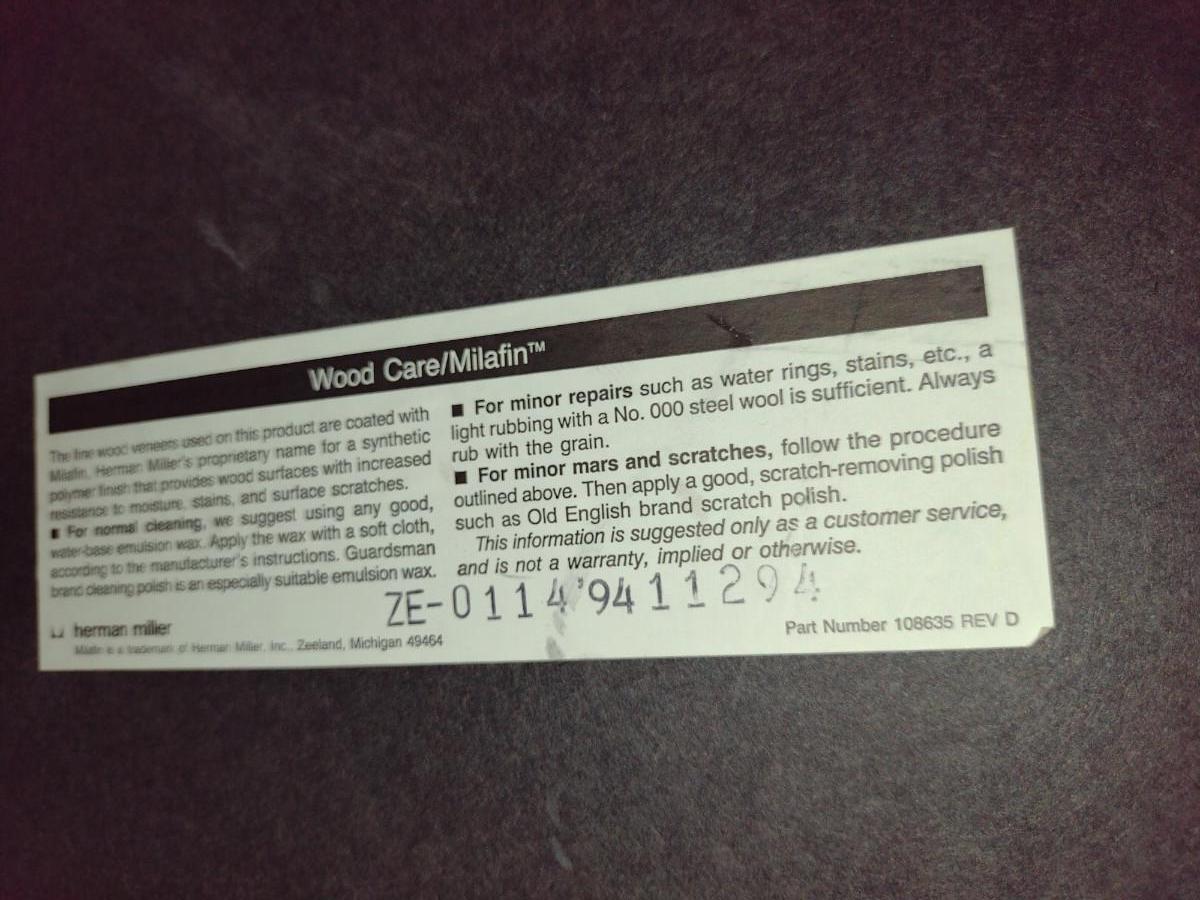 Wood Care/Milafin™
The fine wood veneers used on this product are coated with
Milafin, Herman Miller's proprietary name for a synthetic
polymer finish that provides wood surfaces with increased
resistance to moisture, stains, and surface scratches.
■ For normal cleaning, we suggest using any good,
water-base emulsion wax. Apply the wax with a soft cloth,
according to the manufacturer's instructions. Guardsman
brand cleaning polish is an especially suitable emulsion wax.
■ For minor repairs such as water rings, stains, etc., a
light rubbing with a No. 000 steel wool is sufficient. Always
rub with the grain.
■ For minor mars and scratches, follow the procedure
outlined above. Then apply a good, scratch-removing polish
such as Old English brand scratch polish.
This information is suggested only as a customer service,
and is not a warranty, implied or otherwise.
ZE-0114'9411294
herman miller
Milafin is a trademark of Herman Miller, Inc., Zeeland, Michigan 49464
Part Number 108635 REV D